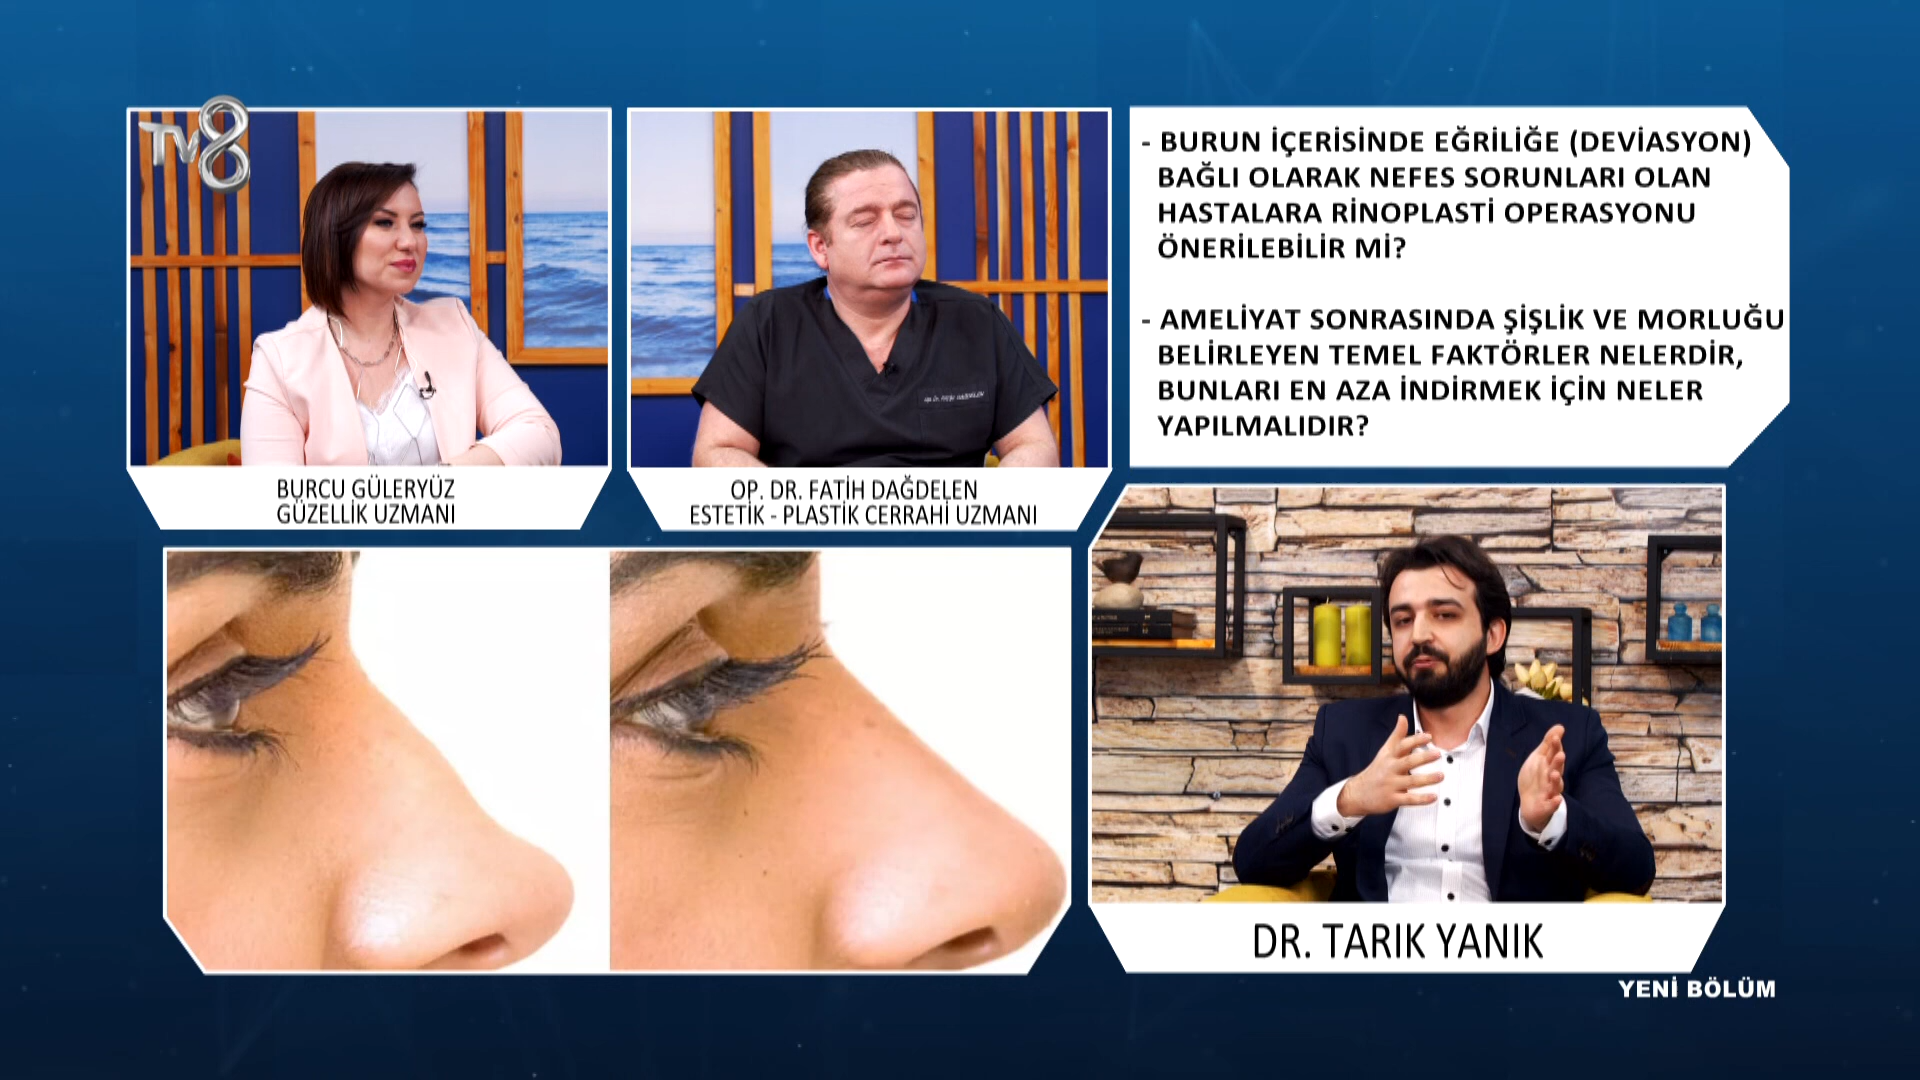 TV8
BURCU GÜLERYÜZ
GÜZELLİK UZMANI
OP. DR. FATİH DAĞDELEN
ESTETİK - PLASTİK CERRAHİ UZMANI
- BURUN İÇERİSİNDE EĞRİLİĞE (DEVİASYON)
BAĞLI OLARAK NEFES SORUNLARI OLAN
HASTALARA RİNOPLASTİ OPERASYONU
ÖNERİLEBİLİR Mİ?
- AMELİYAT SONRASINDA ŞİŞLİK VE MORLUĞU
BELİRLEYEN TEMEL FAKTÖRLER NELERDİR,
BUNLARI EN AZA İNDİRMEK İÇİN NELER
YAPILMALIDIR?
DR. TARIK YANIK
YENİ BÖLÜM